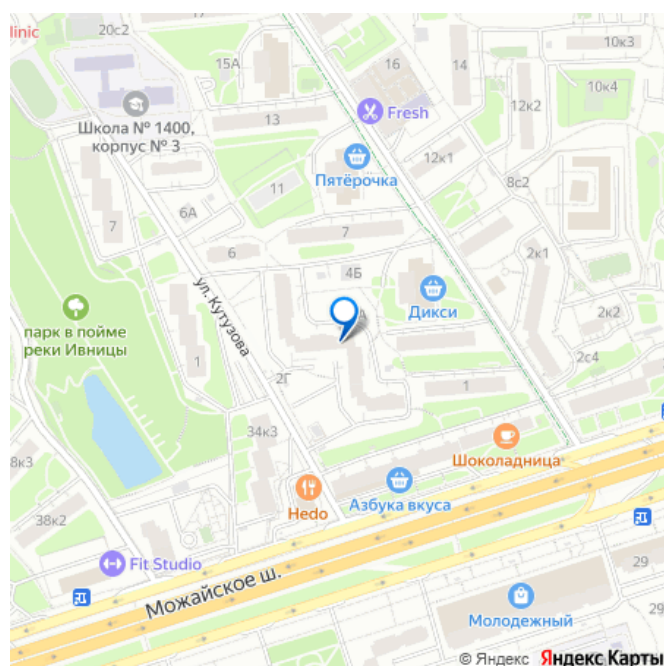 linic
20с2
17
15А
16
14
10к3
Fresh
12к2
10к4
Школа № 1400,
корпус № 3
13
Пятёрочка
12к1
11
8с2
7
6А
7
6
2к1
ул. Кутузова
4Б
Дикси
парк в пойме
реки Ивницы
2к2
1
2Г
1
2с4
34к3
Шоколадница
8к3
Hedo
Азбука вкуса
38к2
Fit Studio
Можайское ш.
29
29
Молодежный
© Яндекс Яндекс Карты